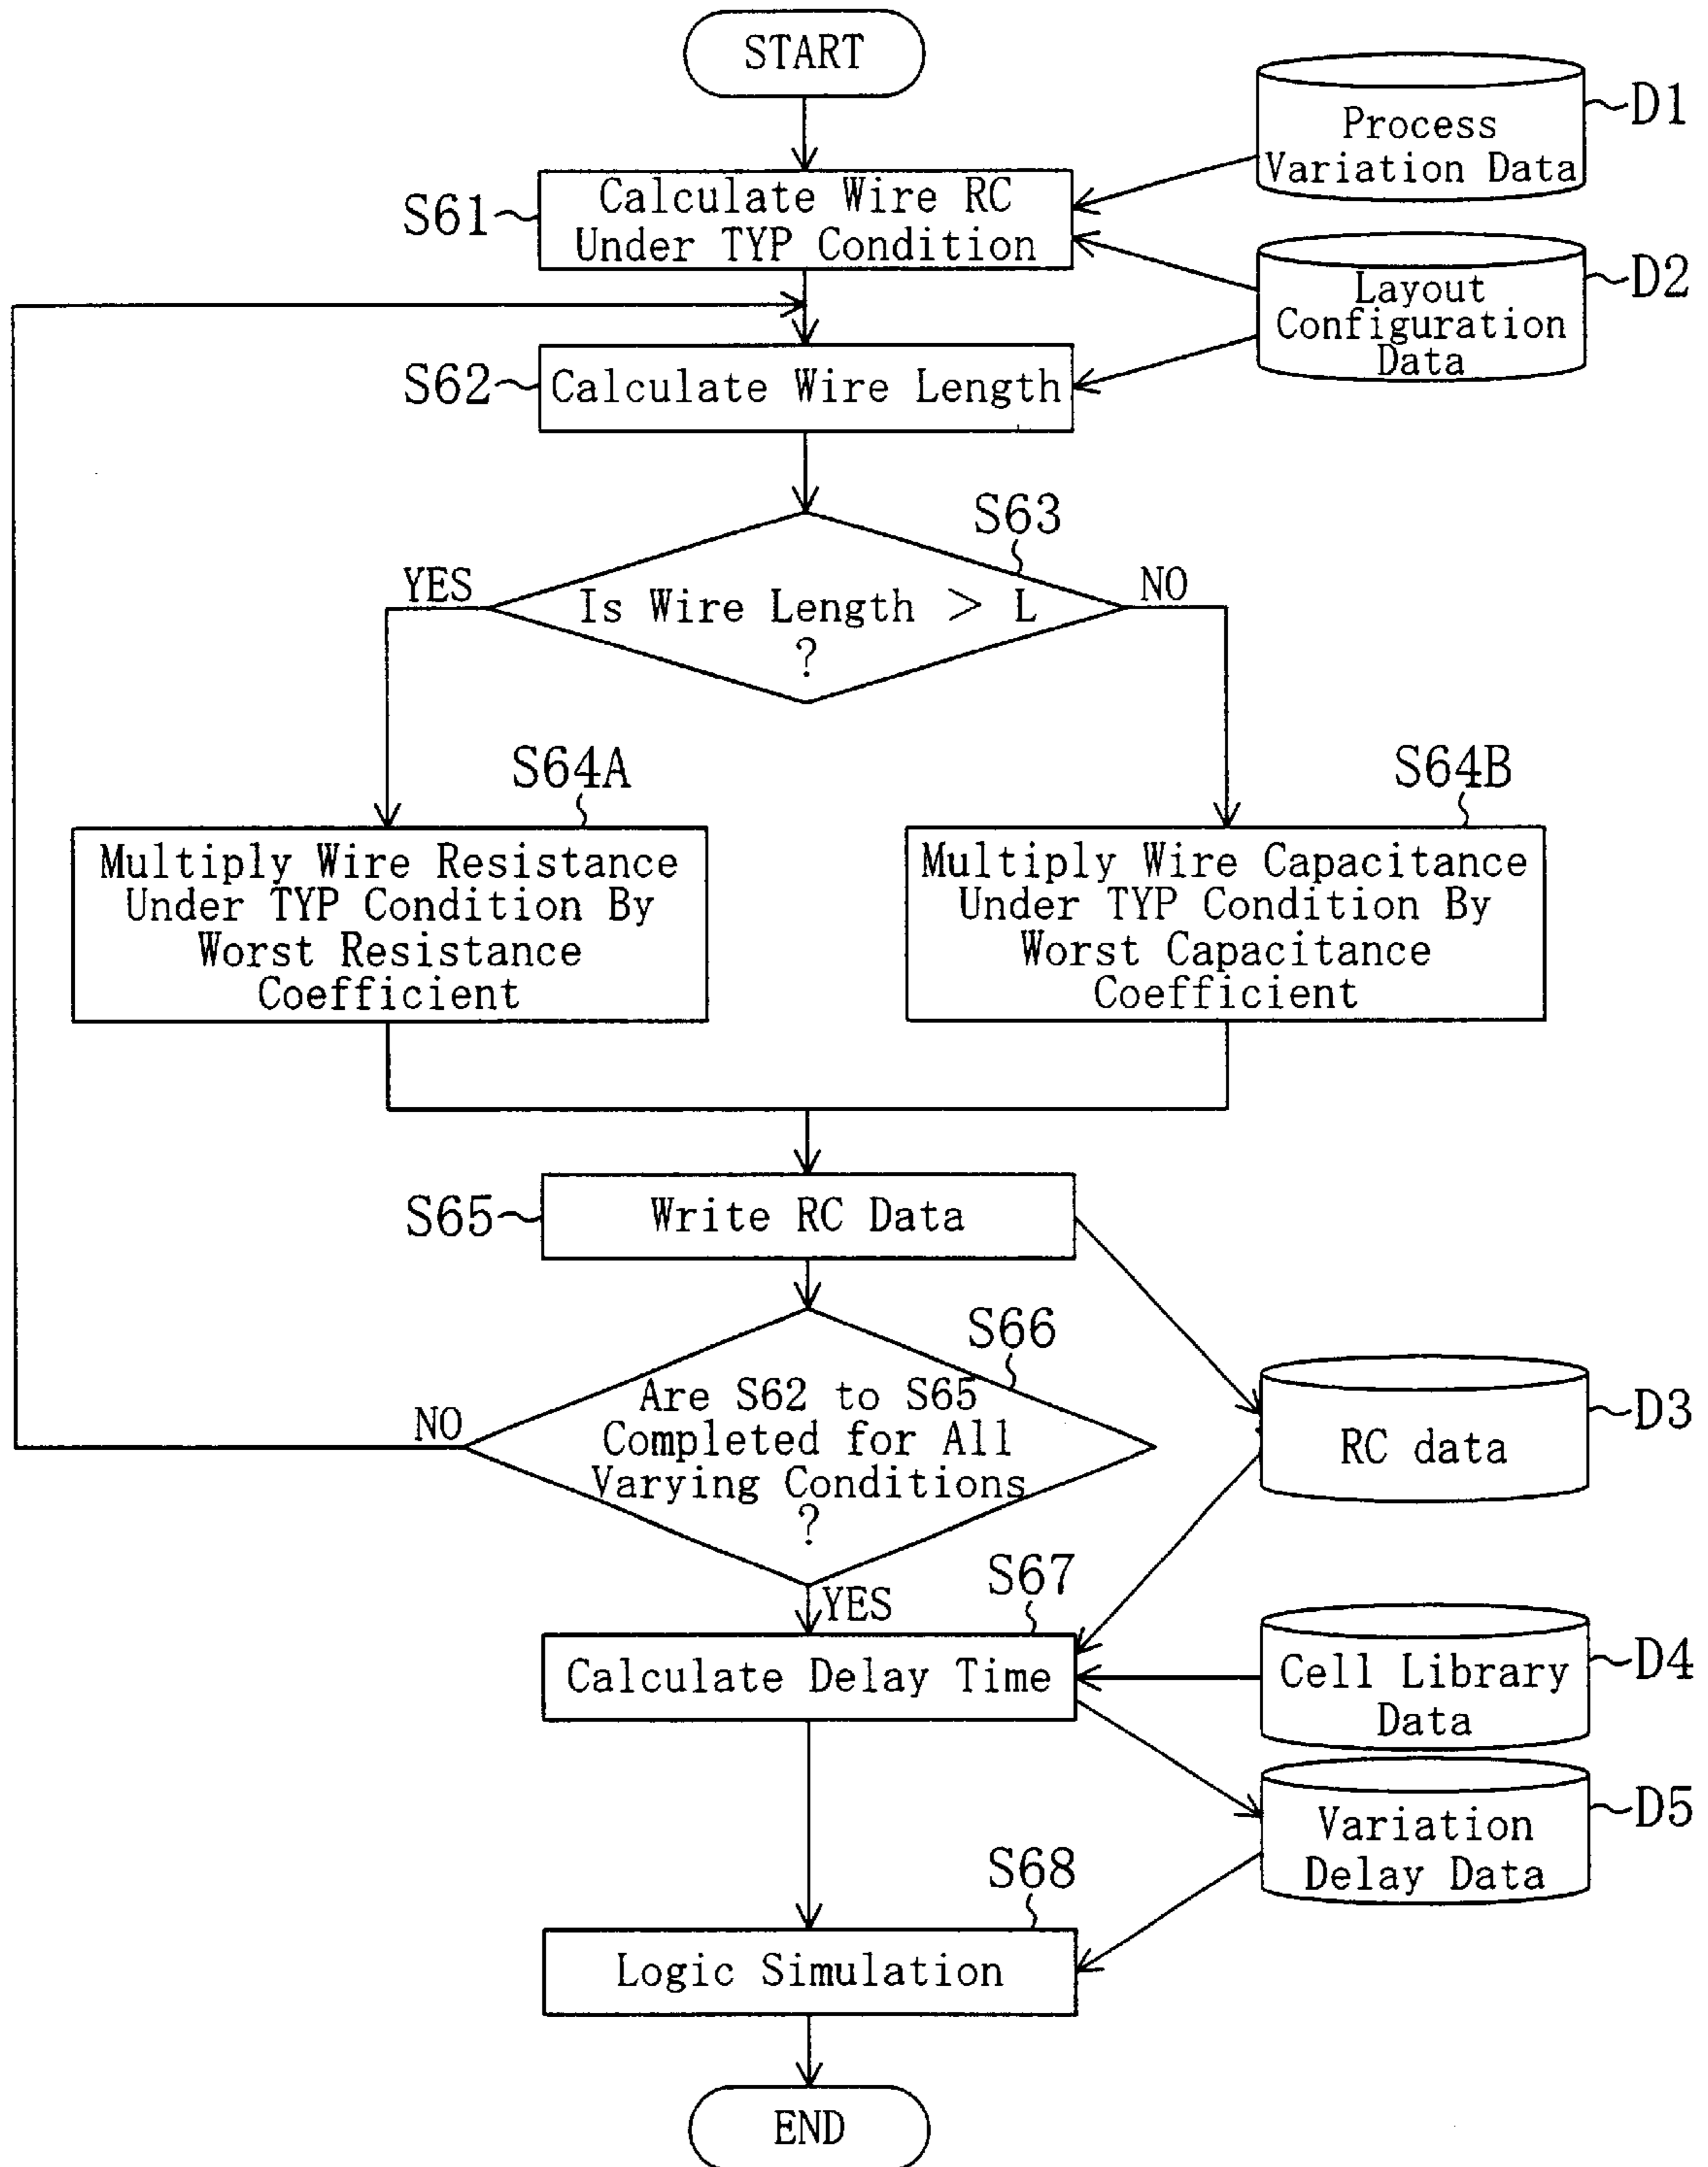 START
Process
Variation Data
D1
S61
Calculate Wire RC
Under TYP Condition
Layout
Configuration
Data
D2
S62
Calculate Wire Length
S63
YES
Is Wire Length > L
?
NO
S64A
S64B
Multiply Wire Resistance
Under TYP Condition By
Worst Resistance
Coefficient
Multiply Wire Capacitance
Under TYP Condition By
Worst Capacitance
Coefficient
S65
Write RC Data
S66
Are S62 to S65
Completed for All
Varying Conditions
?
NO
RC data
D3
YES
S67
Calculate Delay Time
Cell Library
Data
D4
Variation
Delay Data
D5
S68
Logic Simulation
END